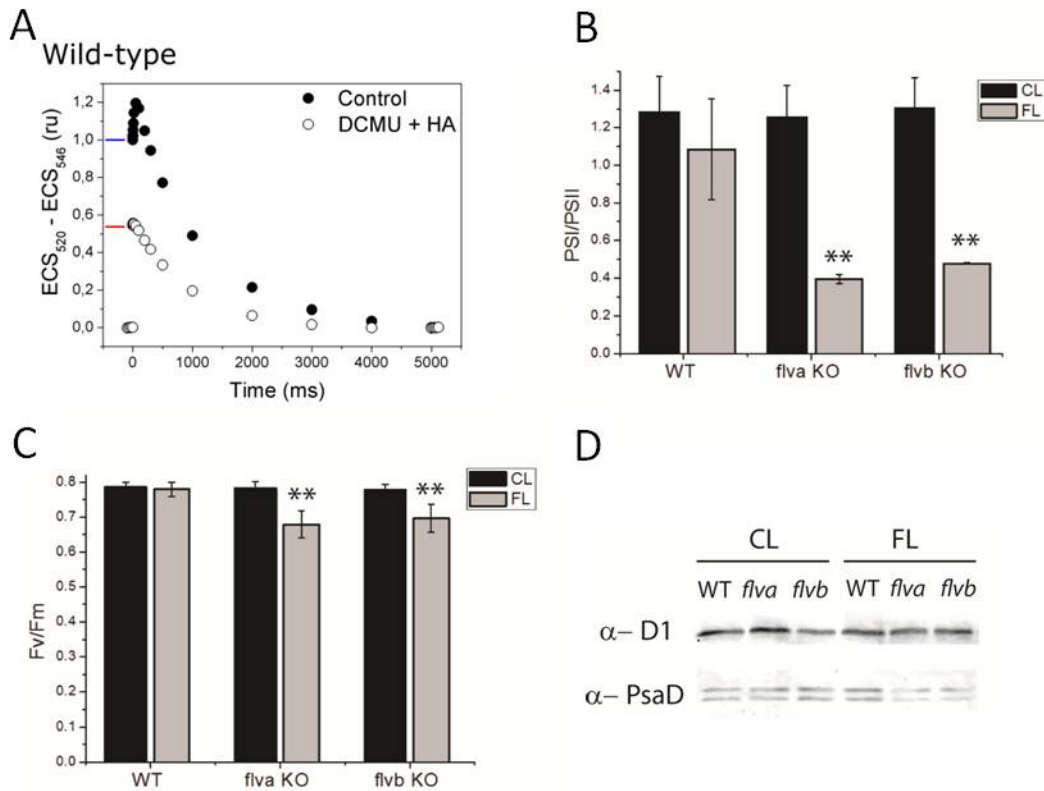 A
Wild-type
ECS520 - ECS546 (ru)
1,2
1,0
0,8
0,6
0,4
0,2
0,0
Control
DCMU + HA
0 1000 2000 3000 4000 5000
Time (ms)
B
PSI/PSII
1.4
1.2
1.0
0.8
0.6
0.4
0.2
0.0
CL
FL
**
**
WT flva KO flvb KO
C
Fv/Fm
0.8
0.7
0.6
0.5
0.4
0.3
0.2
0.1
0.0
CL
FL
**
**
WT flva KO flvb KO
D
CL FL
WT flva flvb WT flva flvb
α– D1
α– PsaD